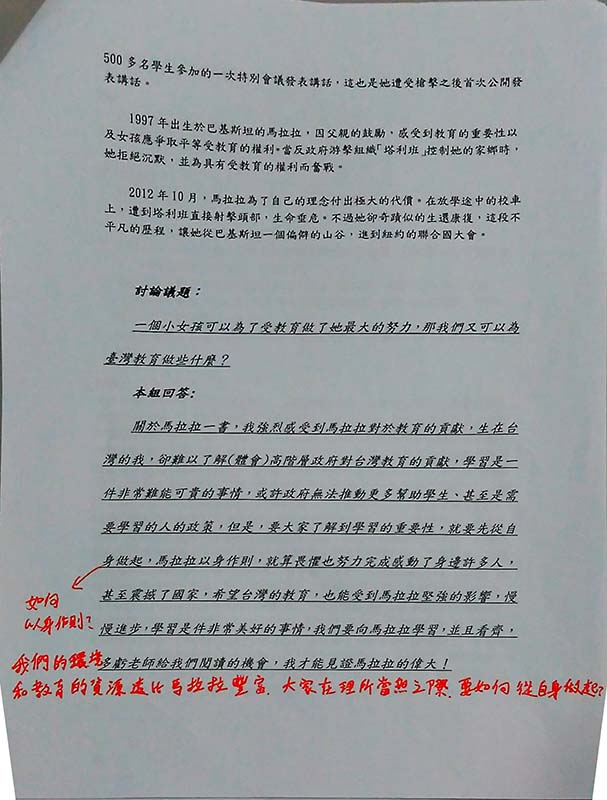 500 多名學生參加的一次特別會議發表講話，這也是她遭受槍擊之後首次公開發
表講話。
1997 年出生於巴基斯坦的馬拉拉，因父親的鼓勵，感受到教育的重要性以
及女孩應爭取平等受教育的權利。當反政府游擊組織「塔利班」控制她的家鄉時，
她拒絕沉默，並為具有受教育的權利而奮戰。
2012 年 10 月，馬拉拉為了自己的理念付出極大的代價。在放學途中的校車
上，遭到塔利班直接射擊頭部，生命垂危。不過她卻奇蹟似的生還康復，這段不
平凡的歷程，讓她從巴基斯坦一個偏僻的山谷，進到紐約的聯合國大會。
討論議題：
一個小女孩可以為了受教育做了她最大的努力，那我們又可以為
臺灣教育做些什麼？
本組回答：
關於馬拉拉一書，我強烈感受到馬拉拉對於教育的貢獻，生在台
灣的我，卻難以了解(體會)高階層政府對台灣教育的貢獻，學習是一
件非常難能可貴的事情，或許政府無法推動更多幫助學生、甚至是需
要學習的人的政策，但是，要大家了解到學習的重要性，就要先從自
身做起，馬拉拉以身作則，就算畏懼也努力完成感動了身邊許多人，
甚至震撼了國家，希望台灣的教育，也能受到馬拉拉堅強的影響，慢
慢進步，學習是件非常美好的事情，我們要向馬拉拉學習，並且看齊，
多虧老師給我們閱讀的機會，我才能見證馬拉拉的偉大！
如何
以身作則？
我們的環境
和教育的資源遠比馬拉拉豐富．大家在理所當然之際．要如何從自身做起？